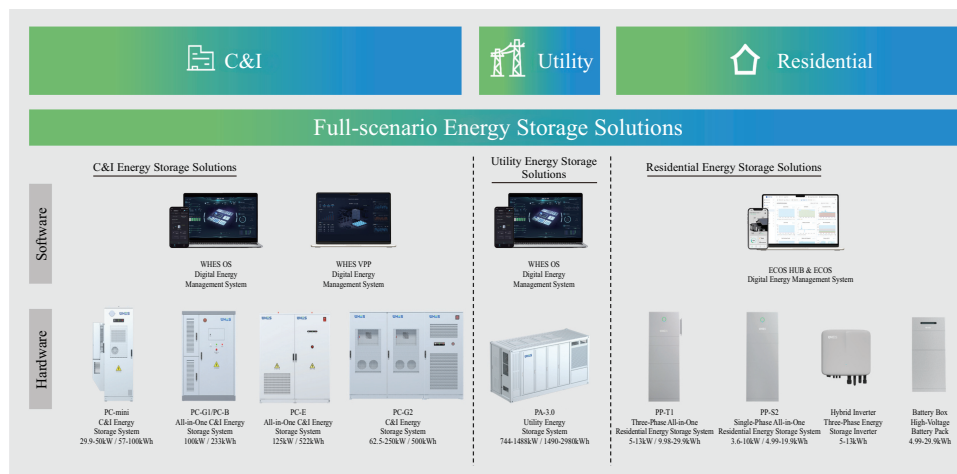 C&I
Utility
Residential
Full-scenario Energy Storage Solutions
C&I Energy Storage Solutions
Utility Energy Storage
Solutions
Residential Energy Storage Solutions
Software
WHES OS
Digital Energy
Management System
WHES VPP
Digital Energy
Management System
WHES OS
Digital Energy
Management System
ECOS HUB & ECOS
Digital Energy Management System
Hardware
PC-mini
C&I Energy
Storage System
29.9-50kW / 57-100kWh
PC-G1/PC-B
All-in-One C&I Energy
Storage System
100kW / 233kWh
PC-E
All-in-One C&I Energy
Storage System
125kW / 522kWh
PC-G2
C&I Energy
Storage System
62.5-250kW / 500kWh
PA-3.0
Utility Energy
Storage System
744-1488kW / 1490-2980kWh
PP-T1
Three-Phase All-in-One
Residential Energy Storage System
5-13kW / 9.98-29.9kWh
PP-S2
Single-Phase All-in-One
Residential Energy Storage System
3.6-10kW / 4.99-19.9kWh
Hybrid Inverter
Three-Phase Energy
Storage Inverter
5-13kWh
Battery Box
High-Voltage
Battery Pack
4.99-29.9kWh